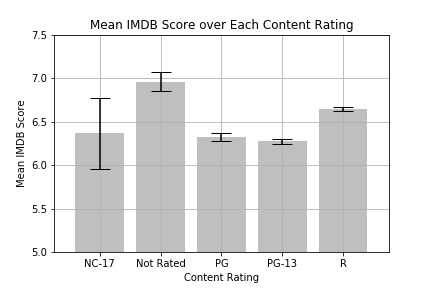 Mean IMDB Score over Each Content Rating
Mean IMDB Score
7.5
7.0
6.5
6.0
5.5
5.0
NC-17 Not Rated PG PG-13 R
Content Rating